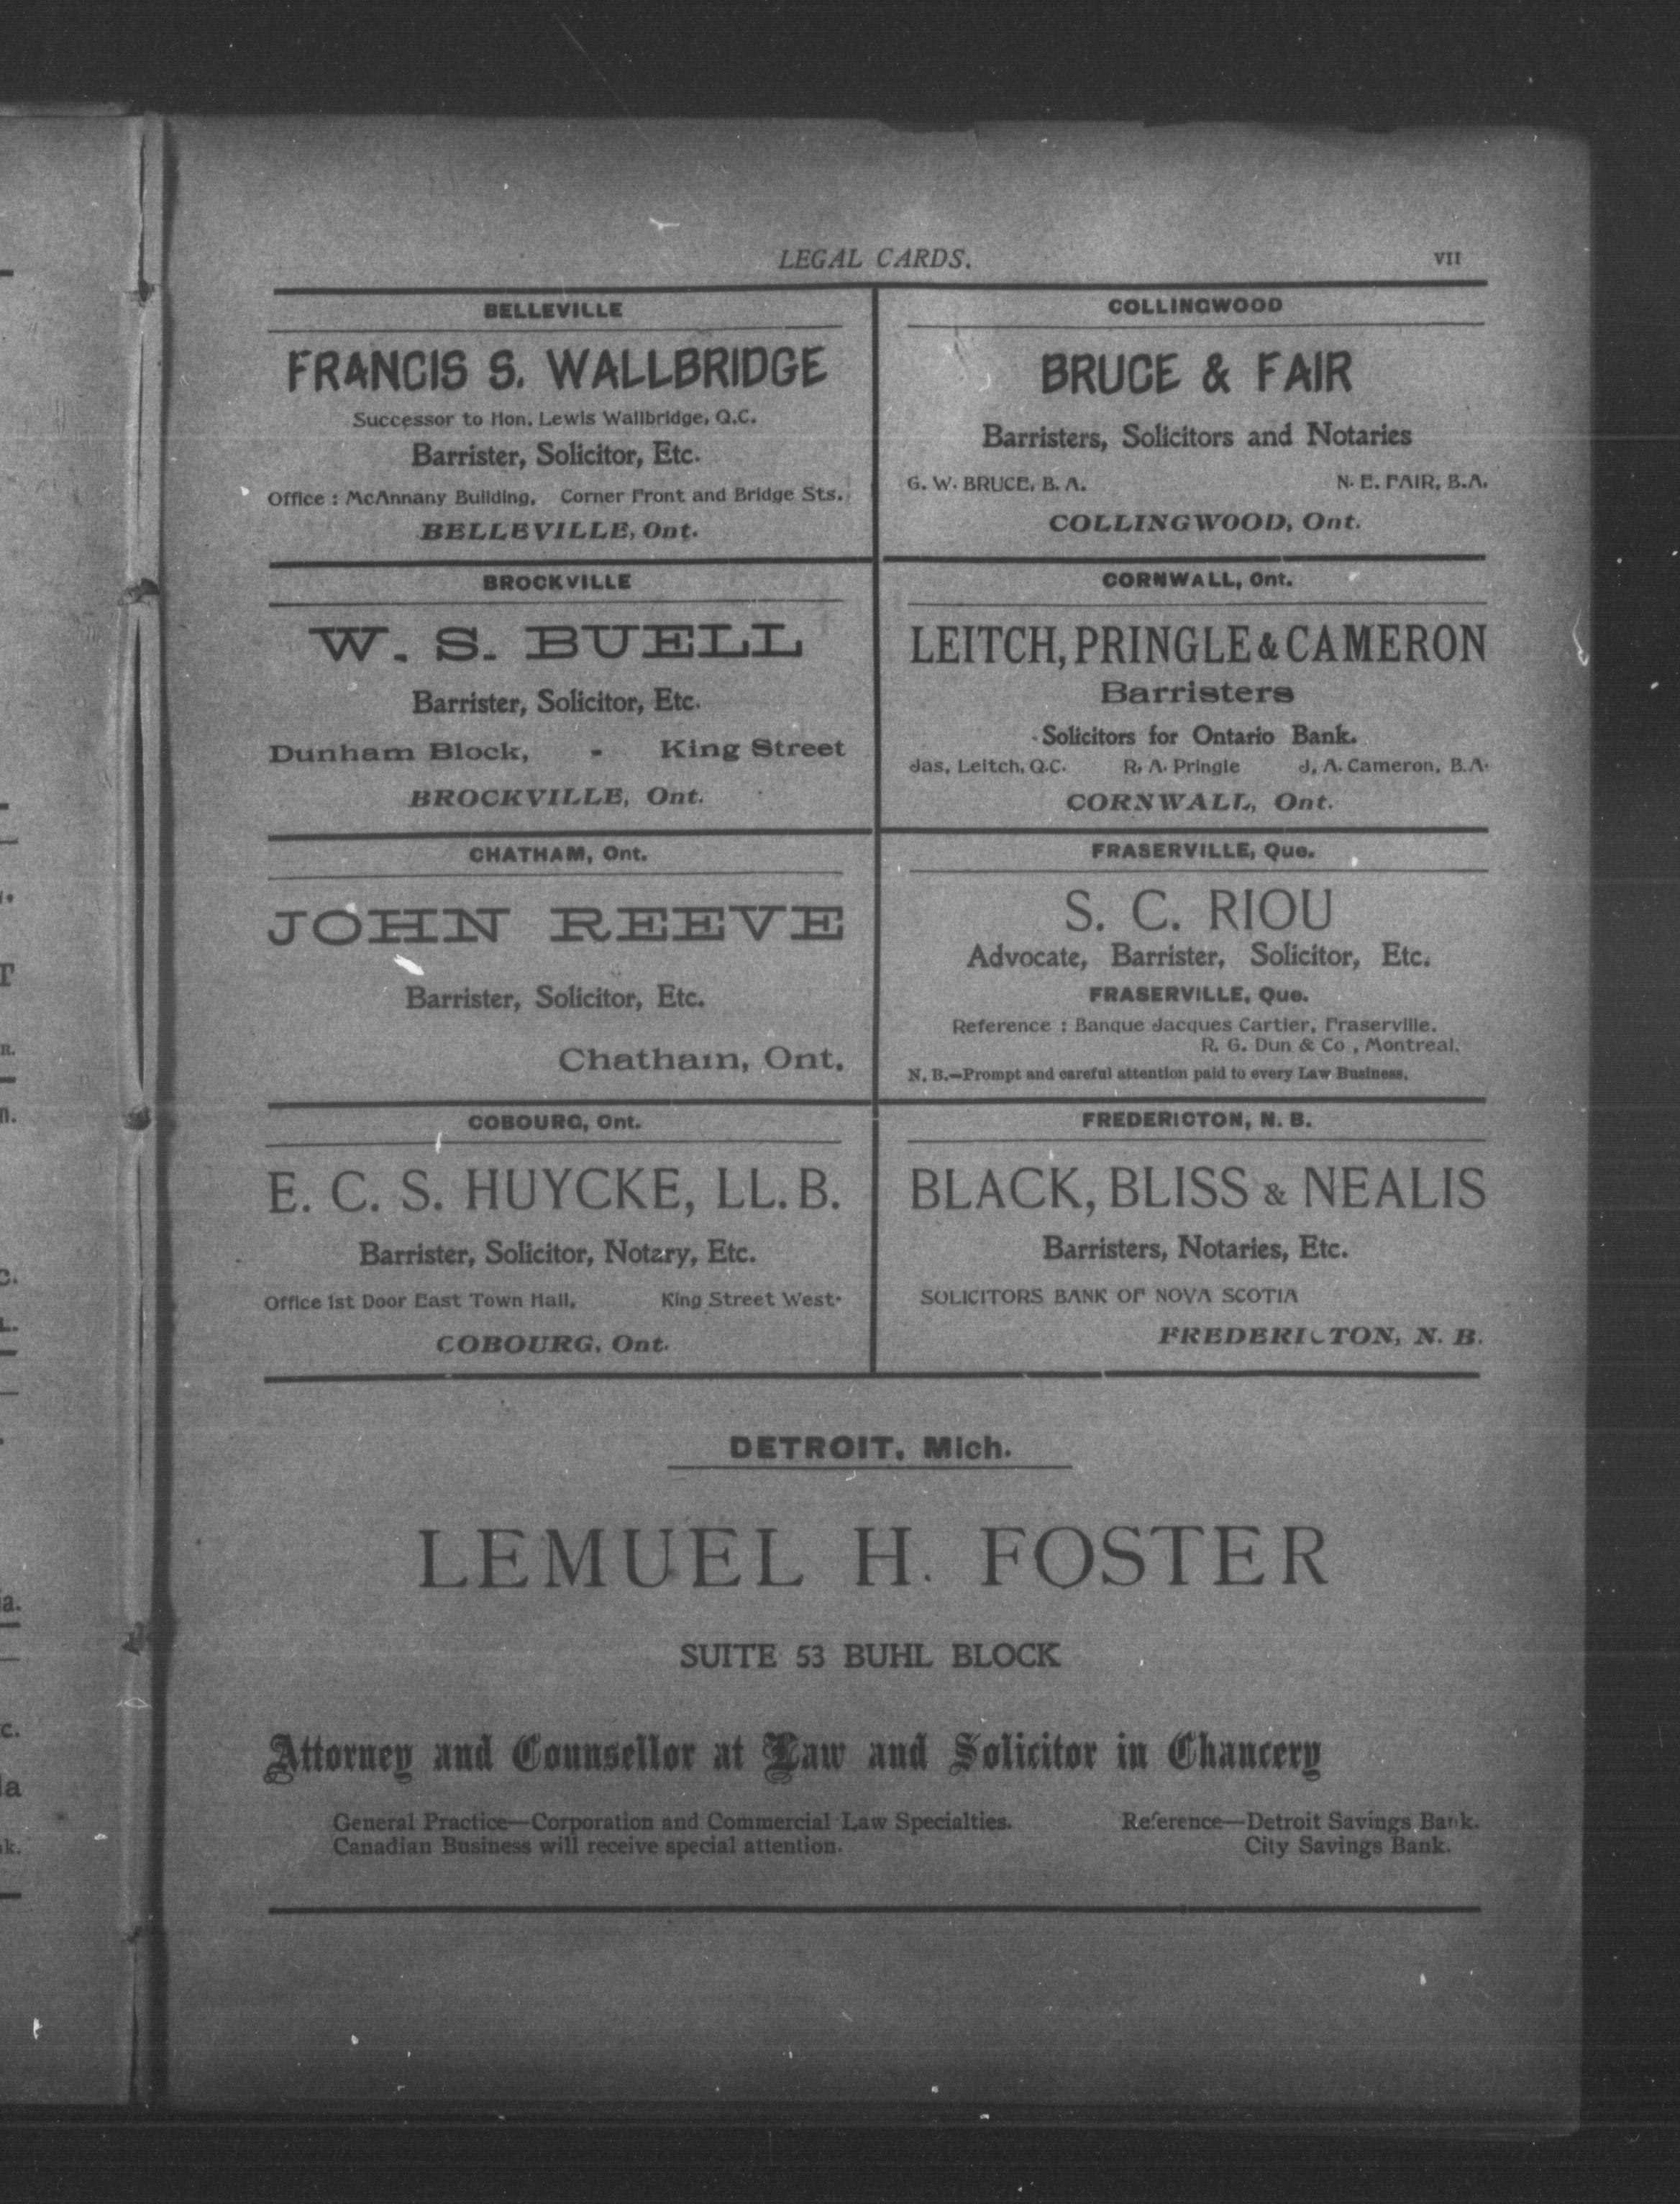 LEGAL CARDS.
VII
BELLEVILLE
FRANCIS S. WALLBRIDGE
Successor to Hon. Lewis Wallbridge, Q.C.
Barrister, Solicitor, Etc.
Office : McAnnany Building, Corner Front and Bridge Sts.
BELLEVILLE, Ont.
BROCKVILLE
W. S. BUELL
Barrister, Solicitor, Etc.
Dunham Block, - King Street
BROCKVILLE, Ont.
CHATHAM, Ont.
JOHN REEVE
Barrister, Solicitor, Etc.
Chatham, Ont.
COBOURG, Ont.
E. C. S. HUYCKE, LL. B.
Barrister, Solicitor, Notary, Etc.
Office 1st Door East Town Hall, King Street West.
COBOURG, Ont.
COLLINGWOOD
BRUCE & FAIR
Barristers, Solicitors and Notaries
G. W. BRUCE, B. A. N. E. FAIR, B.A.
COLLINGWOOD, Ont.
CORNWALL, Ont.
LEITCH, PRINGLE & CAMERON
Barristers
Solicitors for Ontario Bank.
Jas, Leitch, Q.C. R. A. Pringle J. A. Cameron, B.A.
CORNWALL, Ont.
FRASERVILLE, Que.
S. C. RIOU
Advocate, Barrister, Solicitor, Etc.
FRASERVILLE, Que.
Reference : Banque Jacques Cartier, Fraserville.
R. G. Dun & Co , Montreal.
N. B.—Prompt and careful attention paid to every Law Business.
FREDERICTON, N. B.
BLACK, BLISS & NEALIS
Barristers, Notaries, Etc.
SOLICITORS BANK OF NOVA SCOTIA
FREDERICTON, N. B.
DETROIT, Mich.
LEMUEL H. FOSTER
SUITE 53 BUHL BLOCK
Attorney and Counsellor at Law and Solicitor in Chancery
General Practice—Corporation and Commercial Law Specialties. Reference—Detroit Savings Bank.
Canadian Business will receive special attention. City Savings Bank.